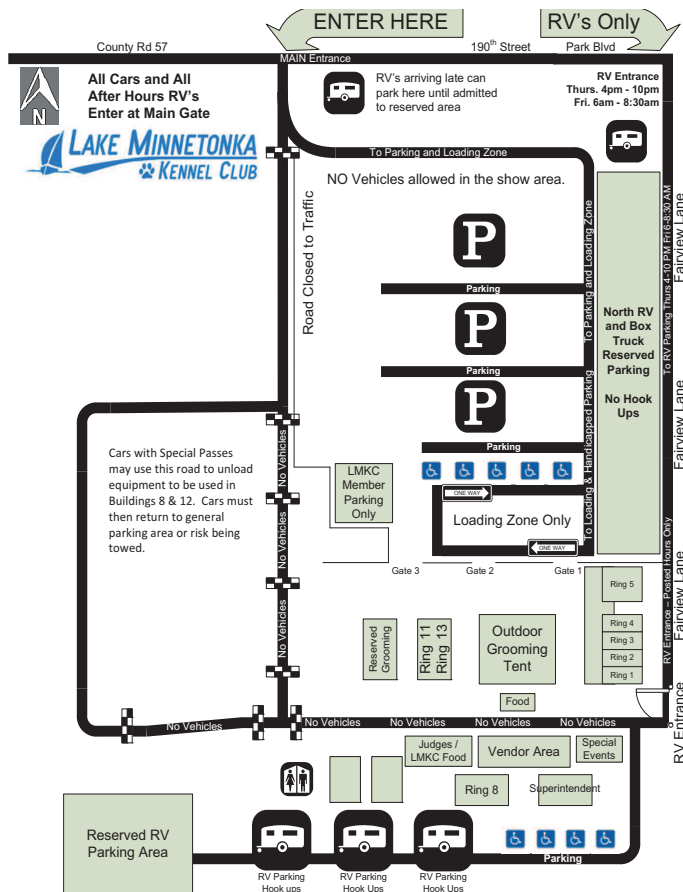 ENTER HERE
RV's Only
County Rd 57
190th Street
Park Blvd
MAIN Entrance
N
All Cars and All
After Hours RV's
Enter at Main Gate
LAKE MINNETONKA
KENNEL CLUB
RV's arriving late can
park here until admitted
to reserved area
RV Entrance
Thurs. 4pm - 10pm
Fri. 6am - 8:30am
To Parking and Loading Zone
NO Vehicles allowed in the show area.
Road Closed to Traffic
P
Parking
P
Parking
P
Parking
To Parking and Loading Zone
To Loading & Handicapped Parking
North RV
and Box
Truck
Reserved
Parking
No Hook
Ups
To RV Parking Thurs 4-10 PM Fri 6-8:30 AM
RV Entrance – Posted Hours Only
Fairview Lane
Fairview Lane
Fairview Lane
RV Entrance
Cars with Special Passes
may use this road to unload
equipment to be used in
Buildings 8 & 12. Cars must
then return to general
parking area or risk being
towed.
No Vehicles
No Vehicles
No Vehicles
LMKC
Member
Parking
Only
ONE WAY
Loading Zone Only
ONE WAY
Gate 3
Gate 2
Gate 1
Reserved
Grooming
Ring 11
Ring 13
Outdoor
Grooming
Tent
Ring 5
Ring 4
Ring 3
Ring 2
Ring 1
Food
No Vehicles
No Vehicles
No Vehicles
No Vehicles
No Vehicles
Judges /
LMKC Food
Vendor Area
Special
Events
Ring 8
Superintendent
Reserved RV
Parking Area
RV Parking
Hook ups
RV Parking
Hook Ups
RV Parking
Hook Ups
Parking